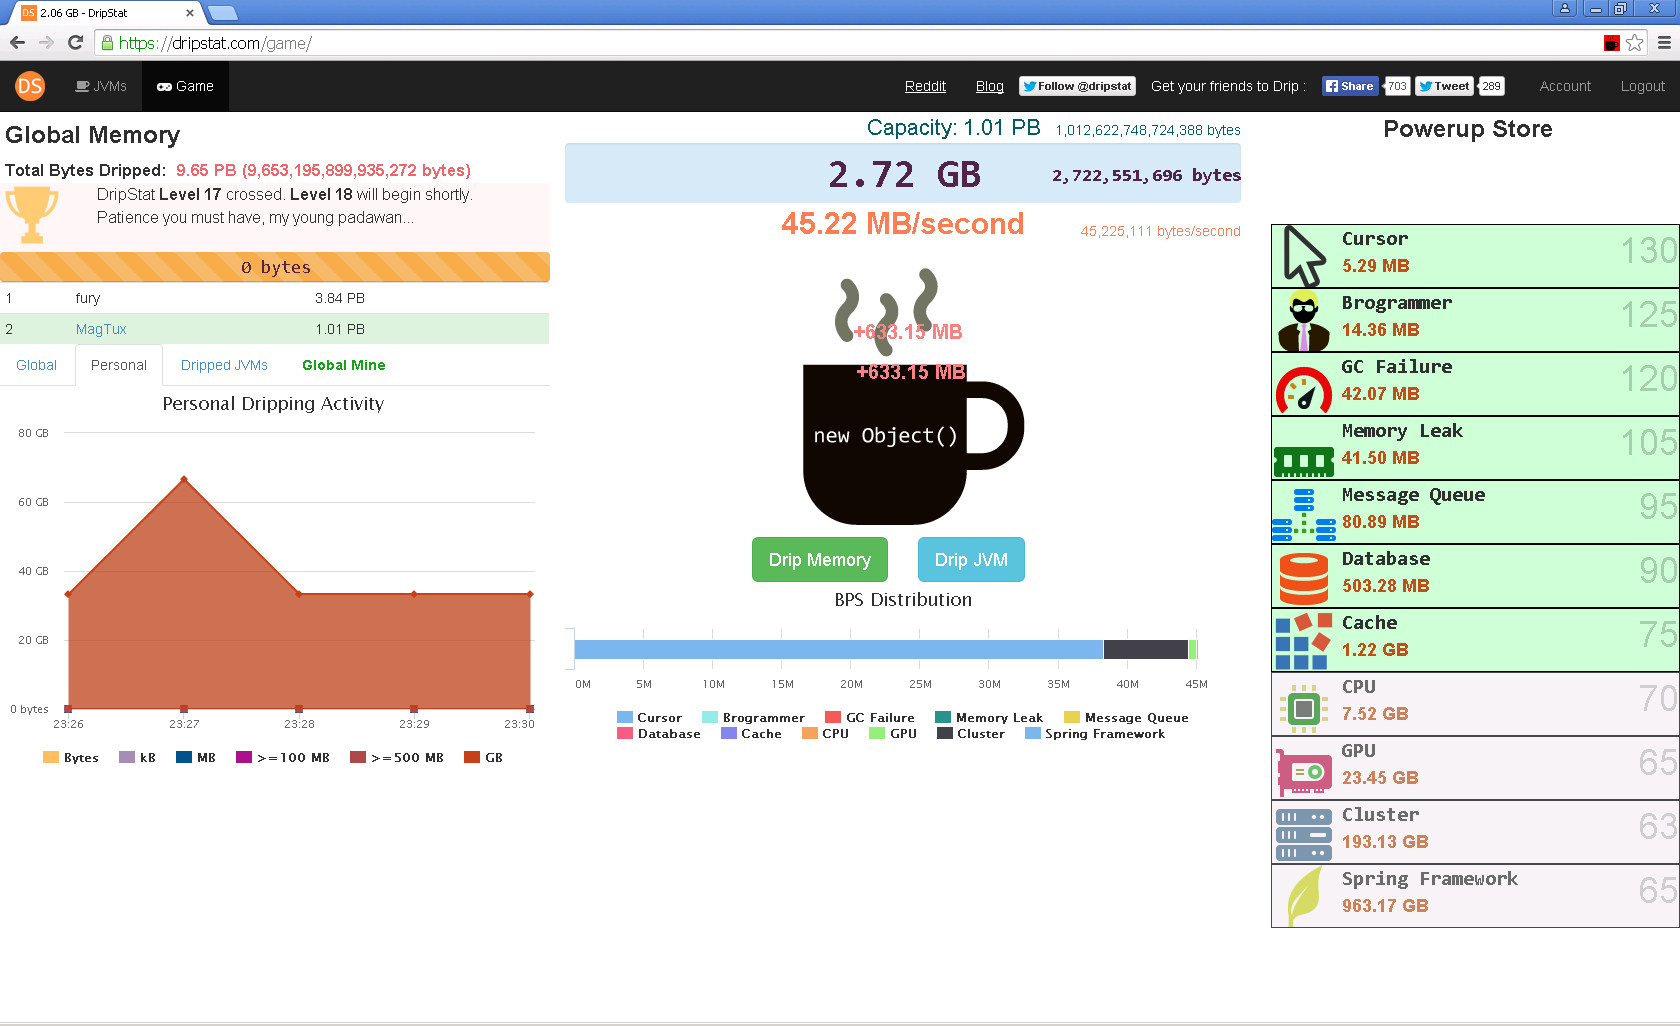 DS 2.06 GB - DripStat
https://dripstat.com/game/
DS JVMs Game Reddit Blog Follow @dripstat Get your friends to Drip : Share 703 Tweet 289 Account Logout
Global Memory
Total Bytes Dripped: 9.65 PB (9,653,195,899,935,272 bytes)
DripStat Level 17 crossed. Level 18 will begin shortly.
Patience you must have, my young padawan...
0 bytes
1 fury 3.84 PB
2 MagTux 1.01 PB
Global Personal Dripped JVMs Global Mine
Personal Dripping Activity
80 GB
60 GB
40 GB
20 GB
0 bytes
23:26 23:27 23:28 23:29 23:30
Bytes kB MB >=100 MB >=500 MB GB
Capacity: 1.01 PB 1,012,622,748,724,388 bytes
2.72 GB 2,722,551,696 bytes
45.22 MB/second 45,225,111 bytes/second
+633.15 MB
+633.15 MB
new Object()
Drip Memory Drip JVM
BPS Distribution
0M 5M 10M 15M 20M 25M 30M 35M 40M 45M
Cursor Brogrammer GC Failure Memory Leak Message Queue
Database Cache CPU GPU Cluster Spring Framework
Powerup Store
Cursor 130
5.29 MB
Brogrammer 125
14.36 MB
GC Failure 120
42.07 MB
Memory Leak 105
41.50 MB
Message Queue 95
80.89 MB
Database 90
503.28 MB
Cache 75
1.22 GB
CPU 70
7.52 GB
GPU 65
23.45 GB
Cluster 63
193.13 GB
Spring Framework 65
963.17 GB